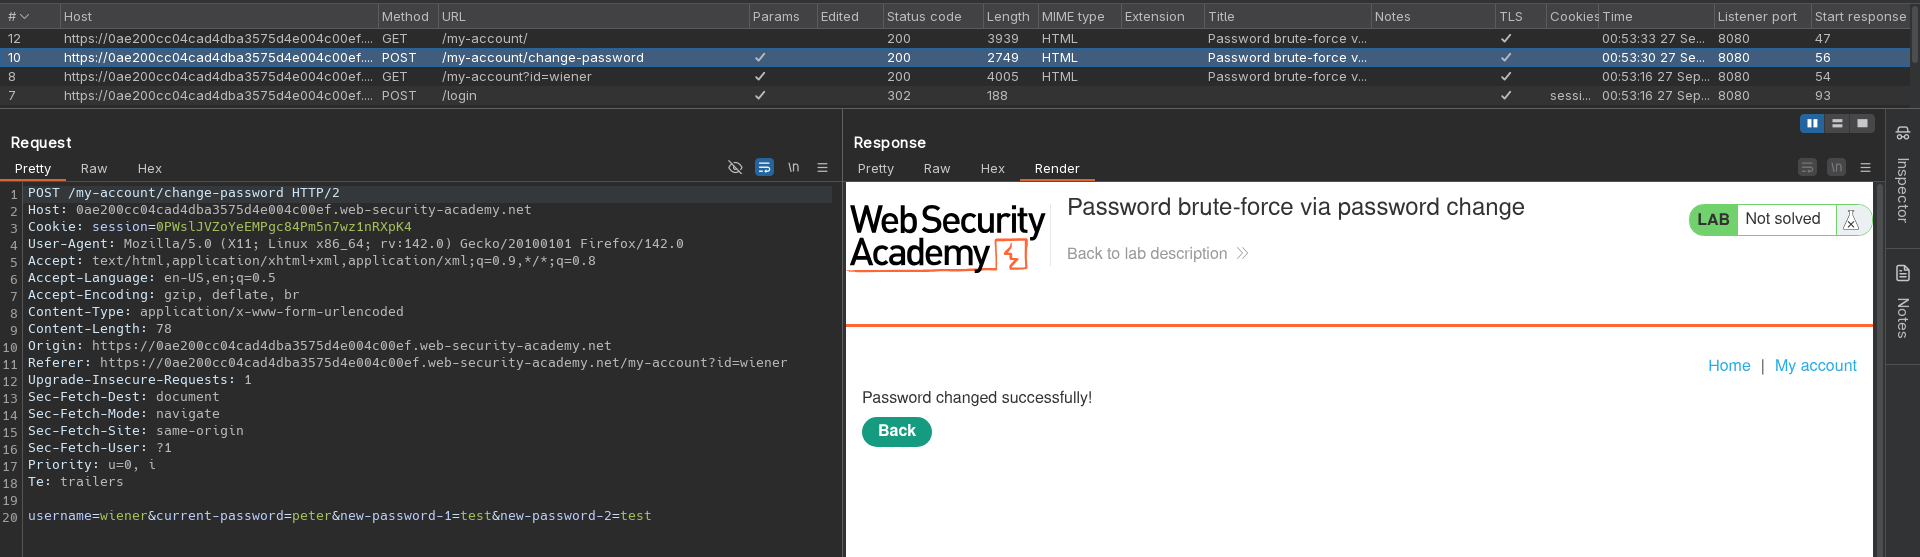 # Host Method URL Params Edited Status code Length MIME type Extension Title Notes TLS Cookies Time Listener port Start response
12 https://0ae200cc04cad4dba3575d4e004c00ef.... GET /my-account/ 200 3939 HTML Password brute-force v... ✓ 00:53:33 27 Se... 8080 47
10 https://0ae200cc04cad4dba3575d4e004c00ef.... POST /my-account/change-password ✓ 200 2749 HTML Password brute-force v... ✓ 00:53:30 27 Se... 8080 56
8 https://0ae200cc04cad4dba3575d4e004c00ef.... GET /my-account?id=wiener ✓ 200 4005 HTML Password brute-force v... ✓ 00:53:16 27 Sep... 8080 54
7 https://0ae200cc04cad4dba3575d4e004c00ef.... POST /login ✓ 302 188 ✓ sessi... 00:53:16 27 Sep... 8080 93
Request
Pretty Raw Hex
\n
1 POST /my-account/change-password HTTP/2
2 Host: 0ae200cc04cad4dba3575d4e004c00ef.web-security-academy.net
3 Cookie: session=0PWslJVZoYeEMPgc84Pm5n7wz1nRXpK4
4 User-Agent: Mozilla/5.0 (X11; Linux x86_64; rv:142.0) Gecko/20100101 Firefox/142.0
5 Accept: text/html,application/xhtml+xml,application/xml;q=0.9,*/*;q=0.8
6 Accept-Language: en-US,en;q=0.5
7 Accept-Encoding: gzip, deflate, br
8 Content-Type: application/x-www-form-urlencoded
9 Content-Length: 78
10 Origin: https://0ae200cc04cad4dba3575d4e004c00ef.web-security-academy.net
11 Referer: https://0ae200cc04cad4dba3575d4e004c00ef.web-security-academy.net/my-account?id=wiener
12 Upgrade-Insecure-Requests: 1
13 Sec-Fetch-Dest: document
14 Sec-Fetch-Mode: navigate
15 Sec-Fetch-Site: same-origin
16 Sec-Fetch-User: ?1
17 Priority: u=0, i
18 Te: trailers
19
20 username=wiener&current-password=peter&new-password-1=test&new-password-2=test
Response
Pretty Raw Hex Render
\n
Web Security
Academy
Password brute-force via password change
Back to lab description
LAB Not solved
Home | My account
Password changed successfully!
Back
Inspector
Notes